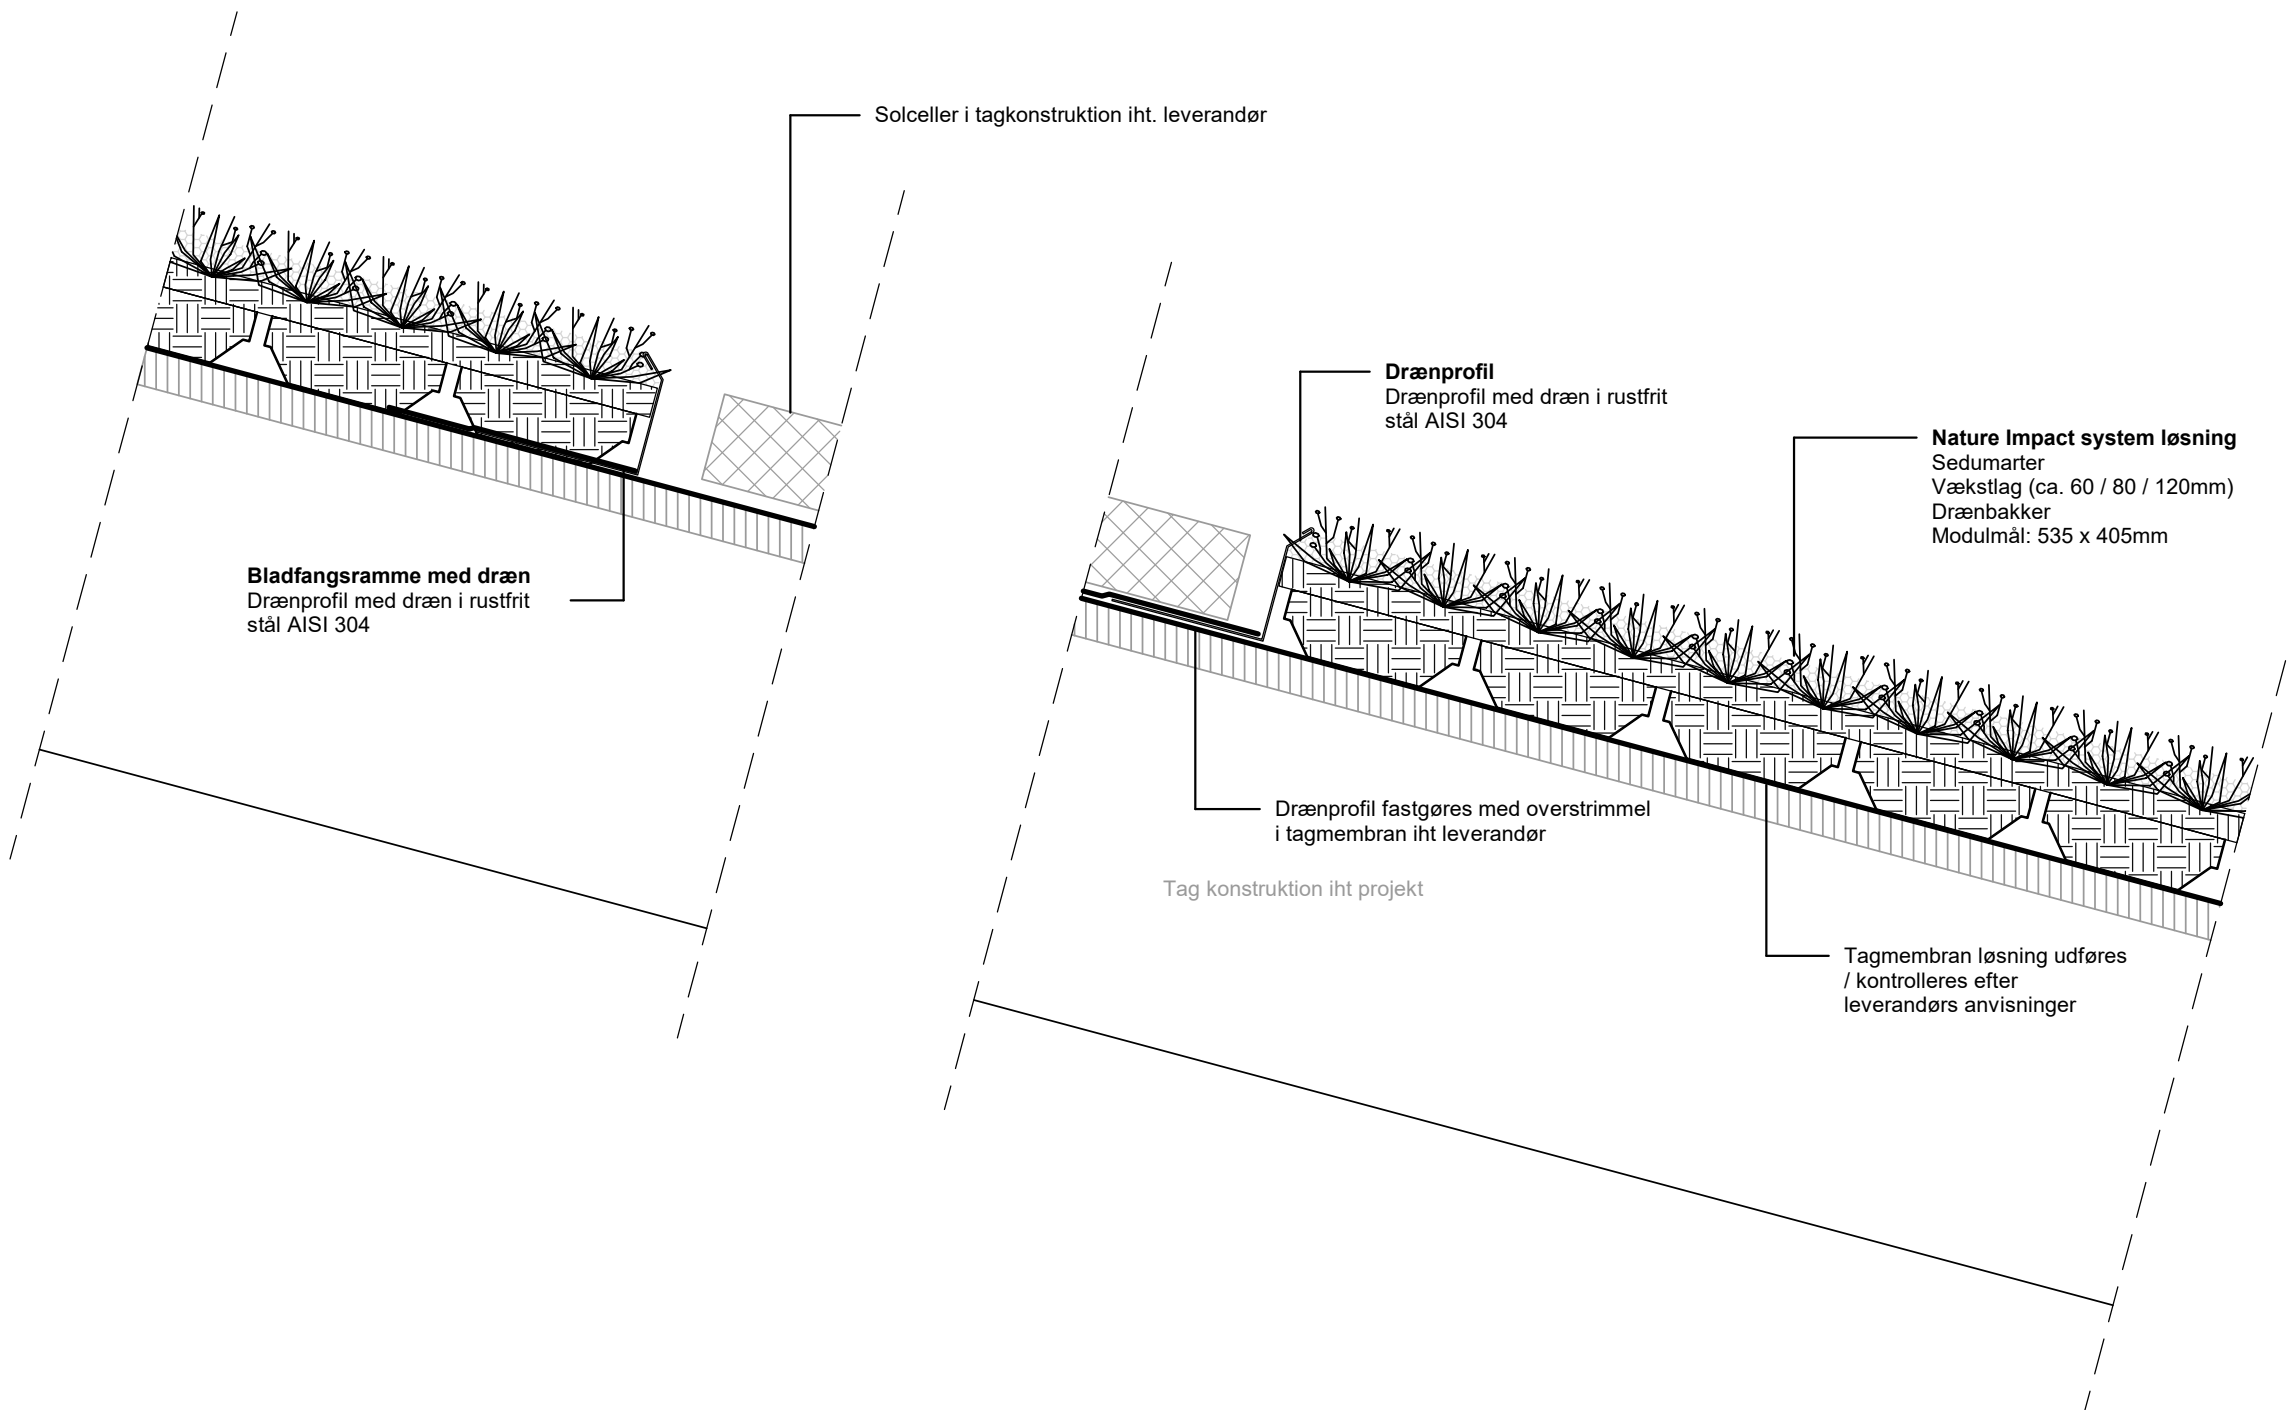 Solceller i tagkonstruktion iht. leverandør
Bladfangsramme med dræn
Drænprofil med dræn i rustfrit
stål AISI 304
Drænprofil
Drænprofil med dræn i rustfrit
stål AISI 304
Nature Impact system løsning
Sedumarter
Vækstlag (ca. 60 / 80 / 120mm)
Drænbakker
Modulmål: 535 x 405mm
Drænprofil fastgøres med overstrimmel
i tagmembran iht leverandør
Tag konstruktion iht projekt
Tagmembran løsning udføres
/ kontrolleres efter
leverandørs anvisninger